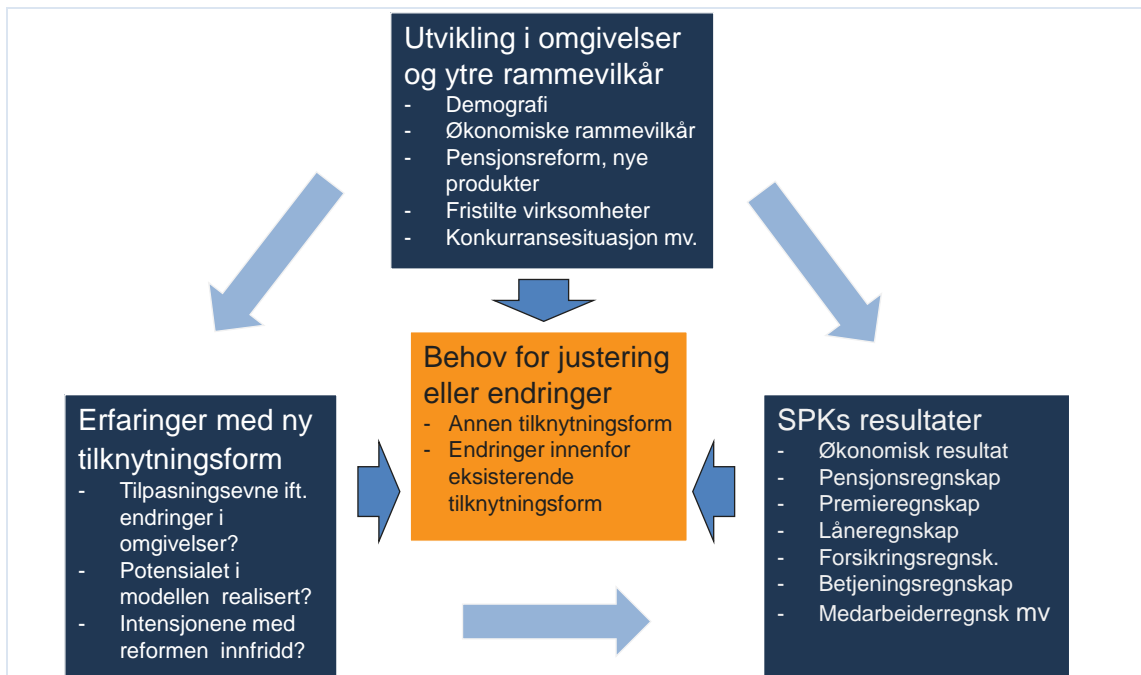 Utvikling i omgivelser
og ytre rammevilkår
- Demografi
- Økonomiske rammevilkår
- Pensjonsreform, nye
produkter
- Fristilte virksomheter
- Konkurransesituasjon mv.
Behov for justering
eller endringer
- Annen tilknytningsform
- Endringer innenfor
eksisterende
tilknytningsform
Erfaringer med ny
tilknytningsform
- Tilpasningsevne ift.
endringer i
omgivelser?
- Potensialet i
modellen realisert?
- Intensjonene med
reformen innfridd?
SPKs resultater
- Økonomisk resultat
- Pensjonsregnskap
- Premieregnskap
- Låneregnskap
- Forsikringsregnsk.
- Betjeningsregnskap
- Medarbeiderregnsk mv